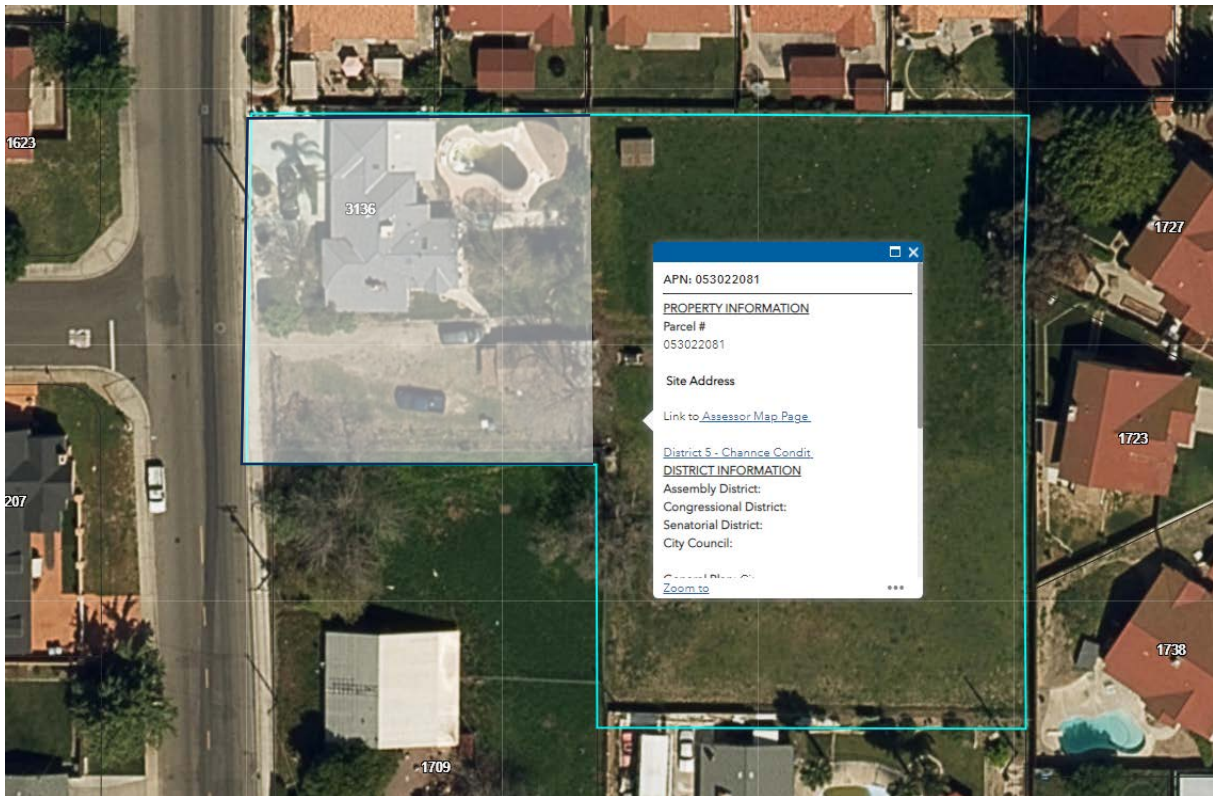 1623
3136
1727
APN: 053022081
PROPERTY INFORMATION
Parcel #
053022081
Site Address
Link to Assessor Map Page
District 5 - Channce Condit
DISTRICT INFORMATION
Assembly District:
Congressional District:
Senatorial District:
City Council:
Zoom to
1723
207
1738
1709